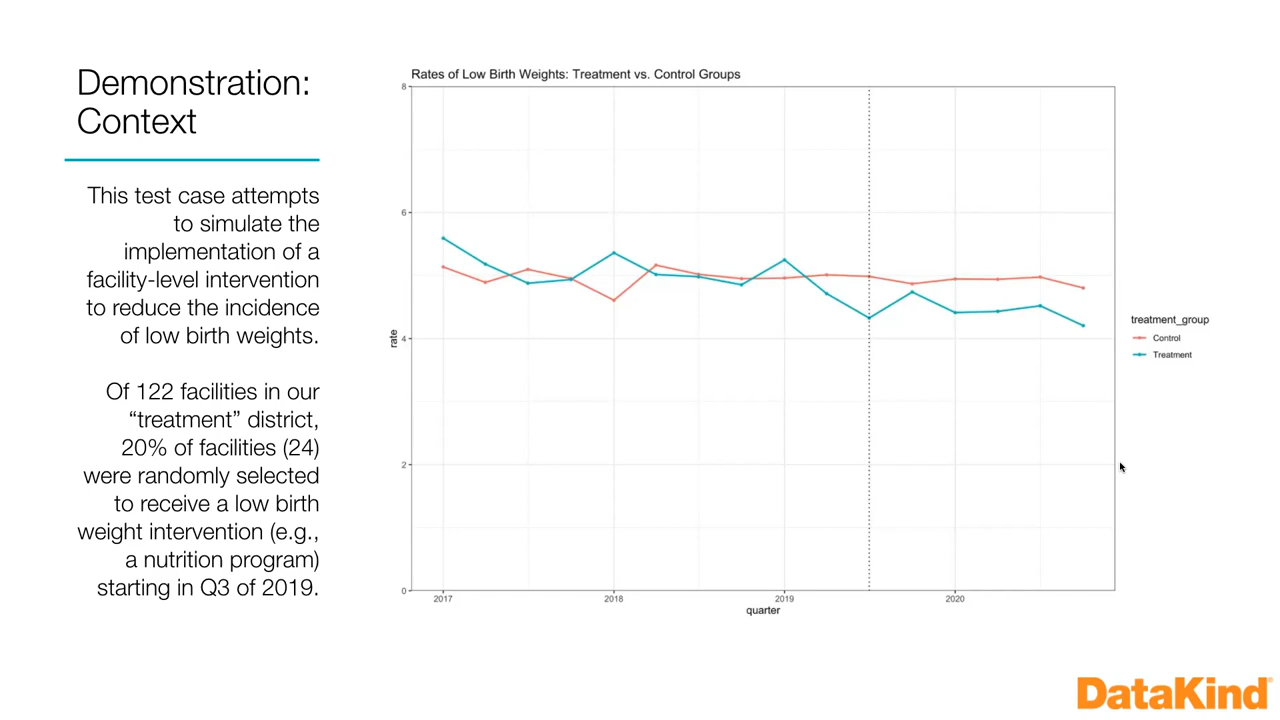 Demonstration:
Context
This test case attempts
to simulate the
implementation of a
facility-level intervention
to reduce the incidence
of low birth weights.
Of 122 facilities in our
“treatment” district,
20% of facilities (24)
were randomly selected
to receive a low birth
weight intervention (e.g.,
a nutrition program)
starting in Q3 of 2019.
Rates of Low Birth Weights: Treatment vs. Control Groups
8
6
4
2
0
rate
2017 2018 2019 2020
quarter
treatment_group
Control
Treatment
DataKind®